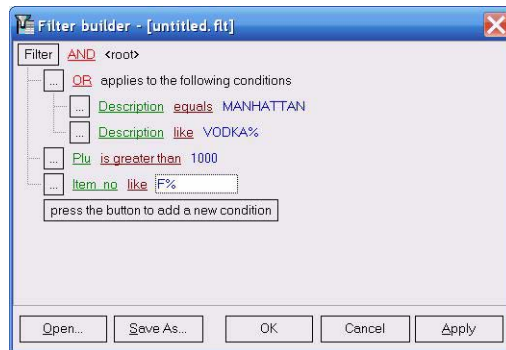 Filter builder - [untitled.flt]
Filter AND <root>
... OR applies to the following conditions
... Description equals MANHATTAN
... Description like VODKA%
... Plu is greater than 1000
... Item_no like F%
press the button to add a new condition
Open... Save As... OK Cancel Apply